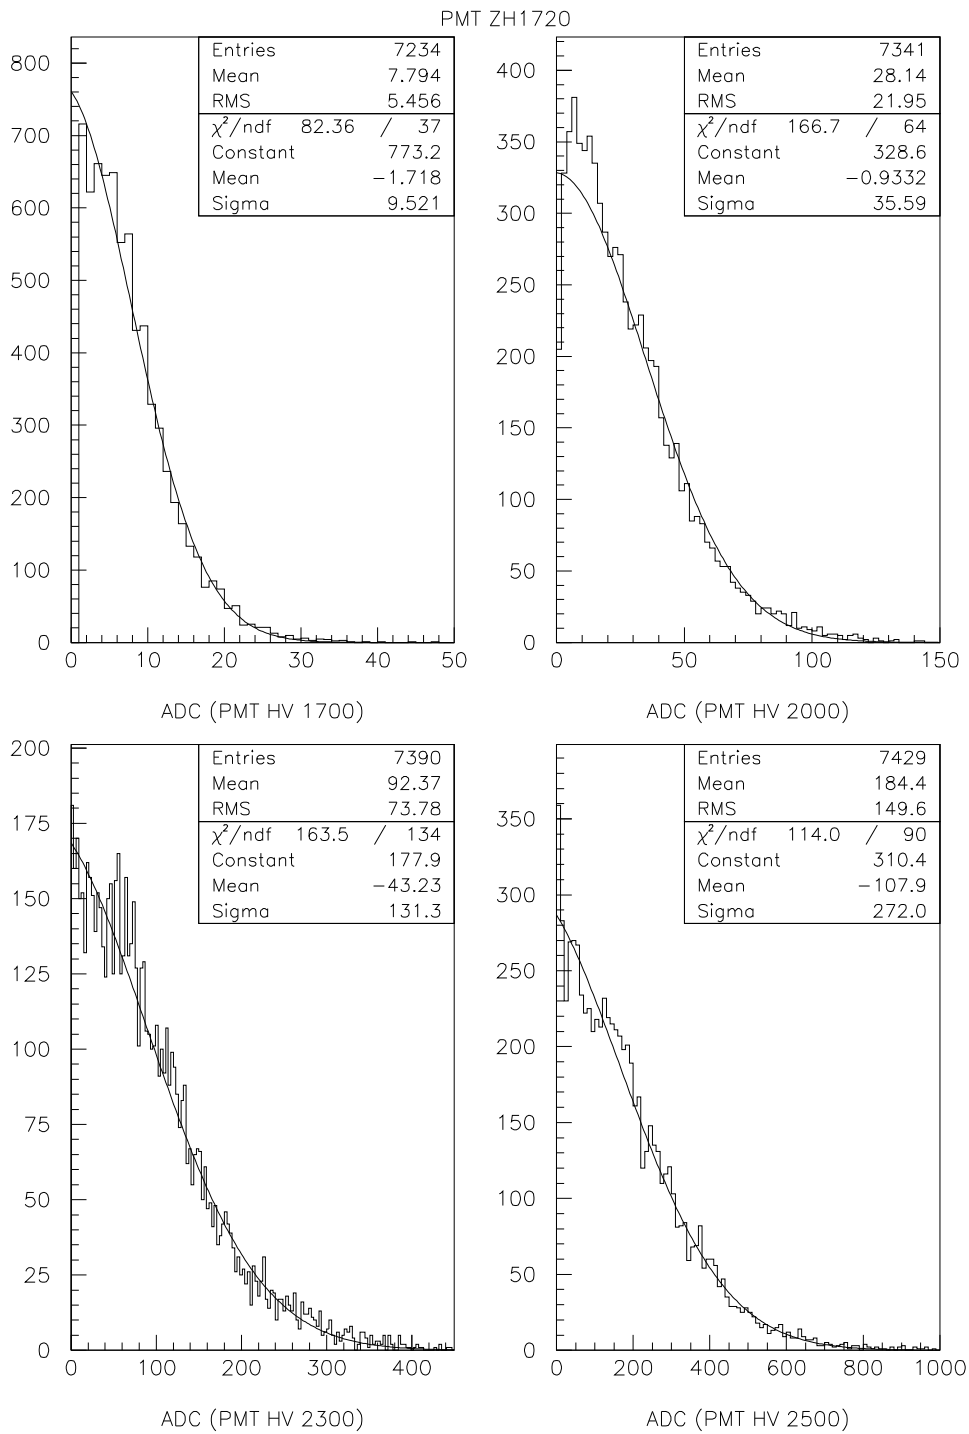 PMT ZH1720
Entries 7234
Mean 7.794
RMS 5.456
χ²/ndf 82.36 / 37
Constant 773.2
Mean −1.718
Sigma 9.521
800
700
600
500
400
300
200
100
0
0 10 20 30 40 50
ADC (PMT HV 1700)
Entries 7341
Mean 28.14
RMS 21.95
χ²/ndf 166.7 / 64
Constant 328.6
Mean −0.9332
Sigma 35.59
400
350
300
250
200
150
100
50
0
0 50 100 150
ADC (PMT HV 2000)
Entries 7390
Mean 92.37
RMS 73.78
χ²/ndf 163.5 / 134
Constant 177.9
Mean −43.23
Sigma 131.3
200
175
150
125
100
75
50
25
0
0 100 200 300 400
ADC (PMT HV 2300)
Entries 7429
Mean 184.4
RMS 149.6
χ²/ndf 114.0 / 90
Constant 310.4
Mean −107.9
Sigma 272.0
350
300
250
200
150
100
50
0
0 200 400 600 800 1000
ADC (PMT HV 2500)